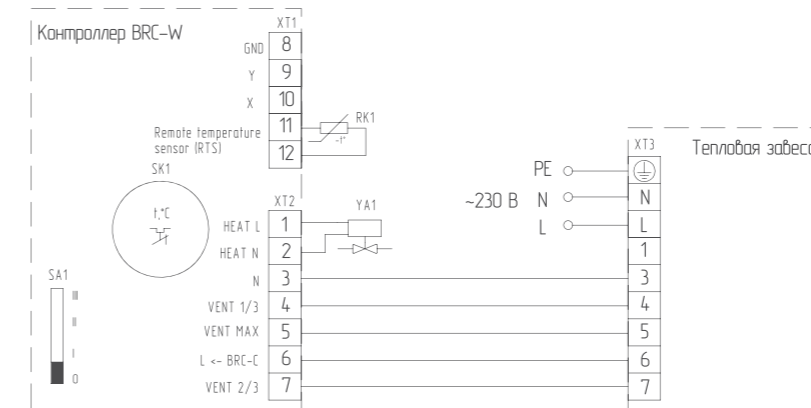 Контроллер BRC-W
XT1
GND 8
Y 9
X 10
Remote temperature sensor (RTS) 11
12
RK1
-t°
SK1
t,°C
XT2
HEAT L 1
HEAT N 2
N 3
VENT 1/3 4
VENT MAX 5
L <- BRC-C 6
VENT 2/3 7
YA1
SA1
III
II
I
0
XT3
PE
~230 В N N
L L
1
3
4
5
6
7
Тепловая завеса